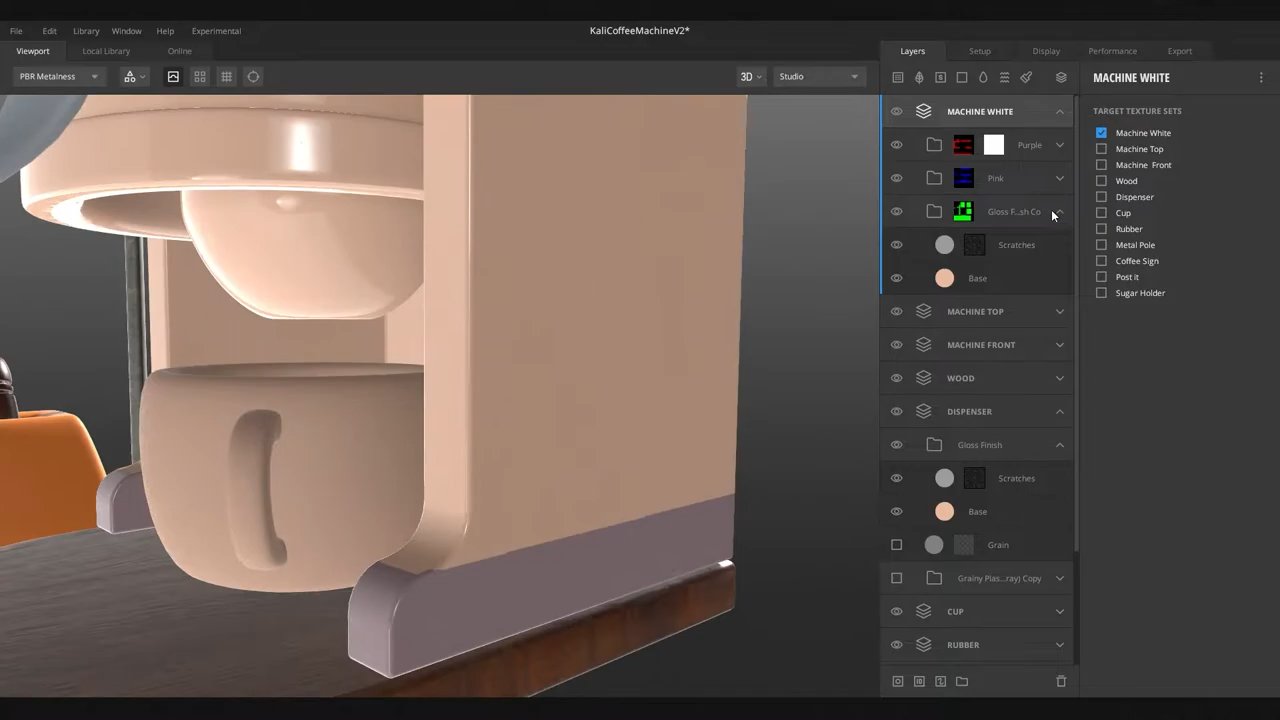 File Edit Library Window Help Experimental KaliCoffeeMachineV2*
Viewport Local Library Online Layers Setup Display Performance Export
PBR Metalness 3D Studio MACHINE WHITE
MACHINE WHITE
Purple
Pink
Gloss F...sh Co
Scratches
Base
MACHINE TOP
MACHINE FRONT
WOOD
DISPENSER
Gloss Finish
Scratches
Base
Grain
Grainy Plas...ray) Copy
CUP
RUBBER
TARGET TEXTURE SETS
Machine White
Machine Top
Machine Front
Wood
Dispenser
Cup
Rubber
Metal Pole
Coffee Sign
Post it
Sugar Holder